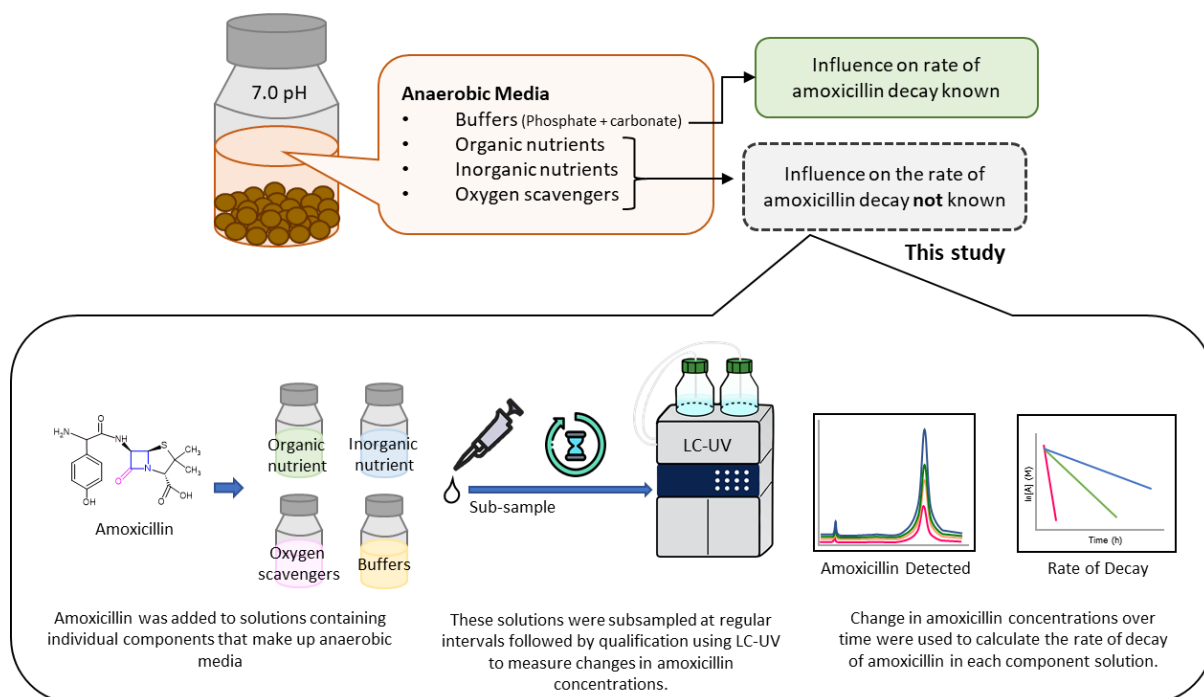 7.0 pH
Anaerobic Media
• Buffers (Phosphate + carbonate)
• Organic nutrients
• Inorganic nutrients
• Oxygen scavengers
Influence on rate of
amoxicillin decay known
Influence on the rate of
amoxicillin decay not known
This study
H₂N
O
HN
S
CH₃
N
CH₃
O
O
OH
OH
Amoxicillin
Organic
nutrient
Inorganic
nutrient
Oxygen
scavengers
Buffers
Sub-sample
LC-UV
Amoxicillin Detected
ln[A] (M)
Time (h)
Rate of Decay
Amoxicillin was added to solutions containing
individual components that make up anaerobic
media
These solutions were subsampled at regular
intervals followed by qualification using LC-UV
to measure changes in amoxicillin
concentrations.
Change in amoxicillin concentrations over
time were used to calculate the rate of decay
of amoxicillin in each component solution.